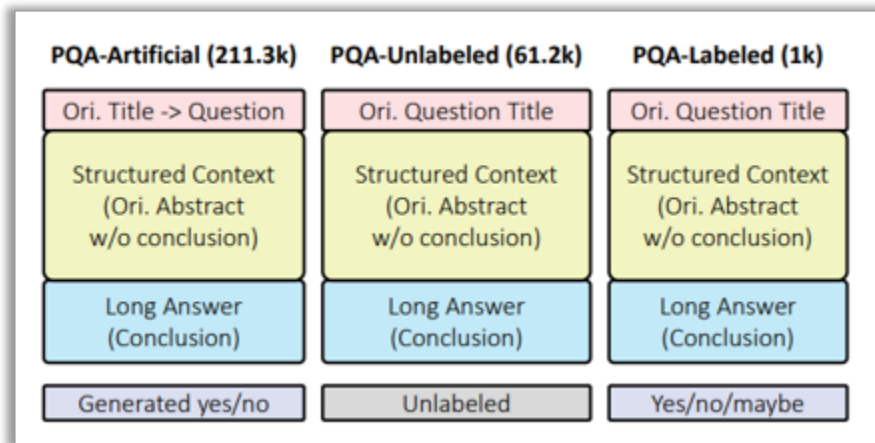 PQA-Artificial (211.3k)
PQA-Unlabeled (61.2k)
PQA-Labeled (1k)
Ori. Title -> Question
Ori. Question Title
Ori. Question Title
Structured Context
(Ori. Abstract
w/o conclusion)
Structured Context
(Ori. Abstract
w/o conclusion)
Structured Context
(Ori. Abstract
w/o conclusion)
Long Answer
(Conclusion)
Long Answer
(Conclusion)
Long Answer
(Conclusion)
Generated yes/no
Unlabeled
Yes/no/maybe